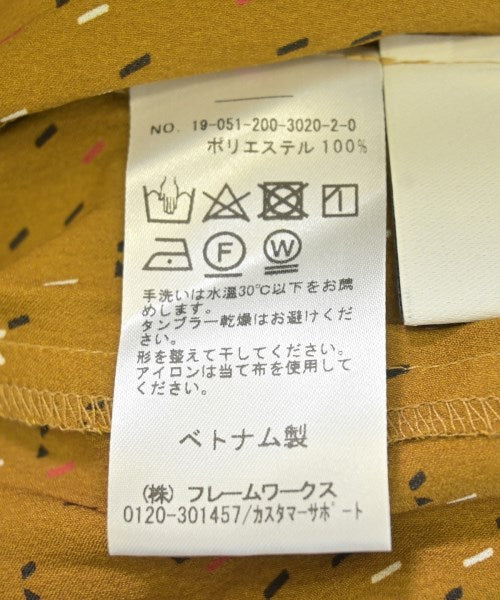 NO. 19-051-200-3020-2-0
ポリエステル 100%
F W
手洗いは水温30℃以下をお薦
めします。
タンブラー乾燥はお避けくだ
さい。
形を整えて干してください。
アイロンは当て布を使用して
ください。
ベトナム製
(株) フレームワークス
0120-301457/カスタマーサポート